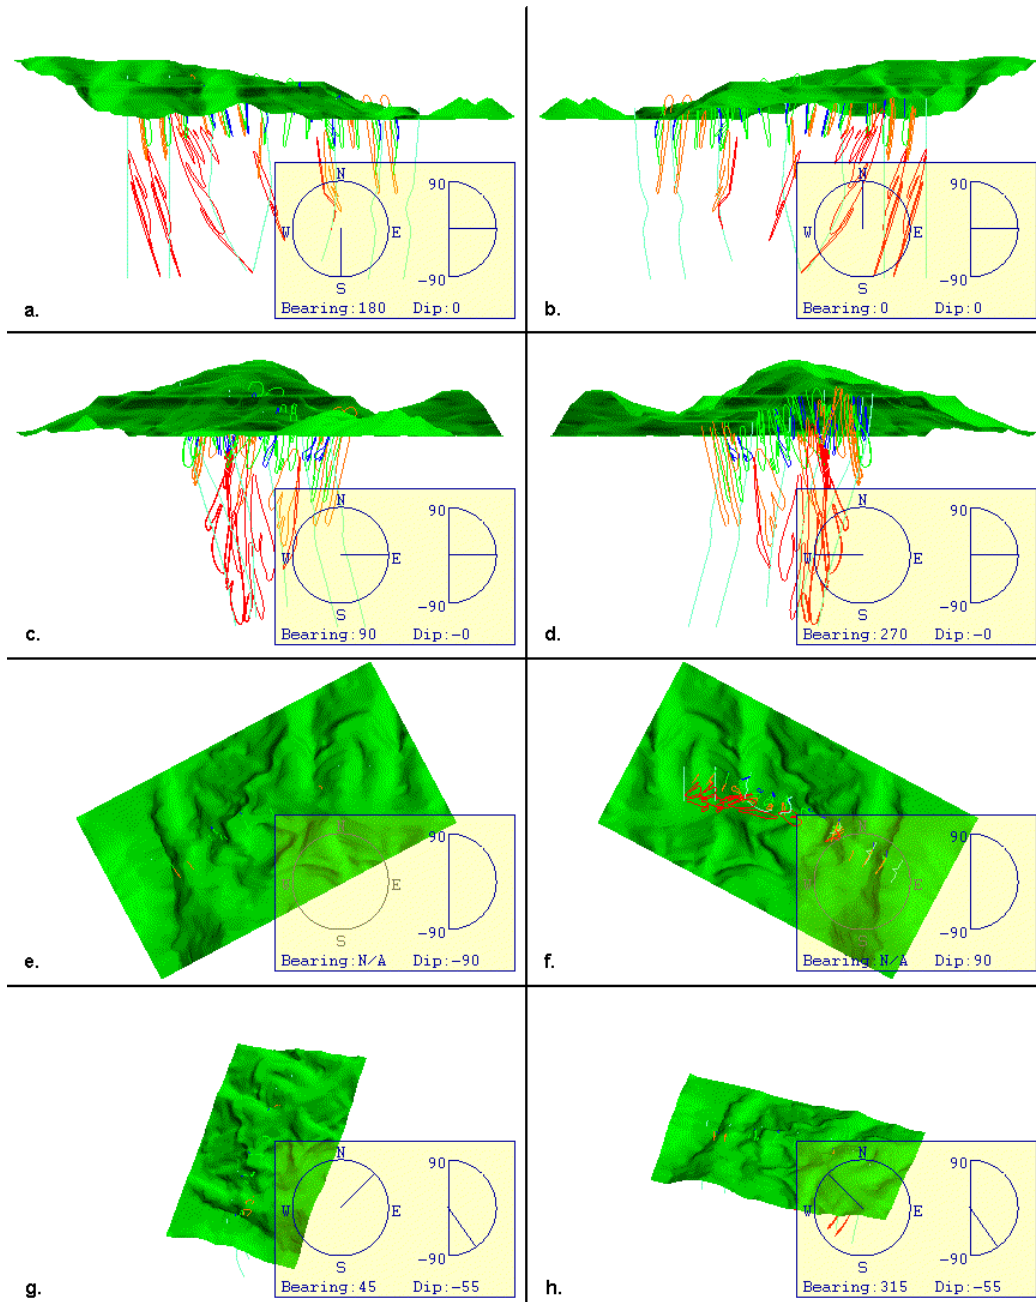 N
90
W
E
-90
S
Bearing:180 Dip:0
a.
N
90
W
E
-90
S
Bearing:0 Dip:0
b.
N
90
W
E
-90
S
Bearing:90 Dip:-0
c.
N
90
W
E
-90
S
Bearing:270 Dip:-0
d.
N
90
W
E
-90
S
Bearing:N/A Dip:-90
e.
N
90
W
E
-90
S
Bearing:N/A Dip:90
f.
N
90
W
E
-90
S
Bearing:45 Dip:-55
g.
N
90
W
E
-90
S
Bearing:315 Dip:-55
h.